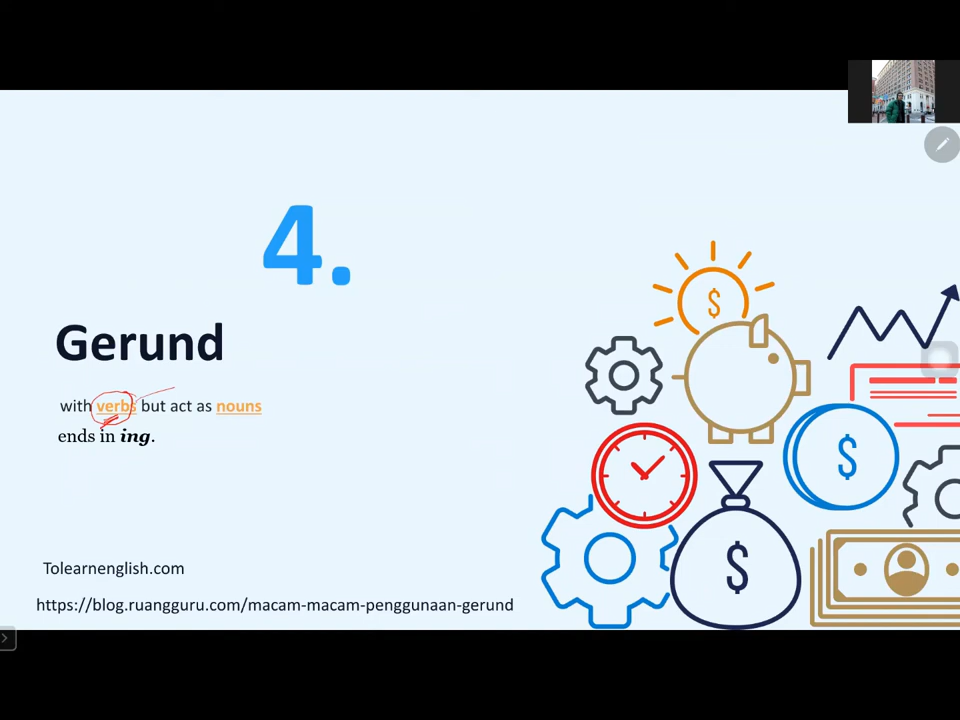 4.
Gerund
with verbs but act as nouns
ends in ing.
Tolearnenglish.com
https://blog.ruangguru.com/macam-macam-penggunaan-gerund
$
$
$
$